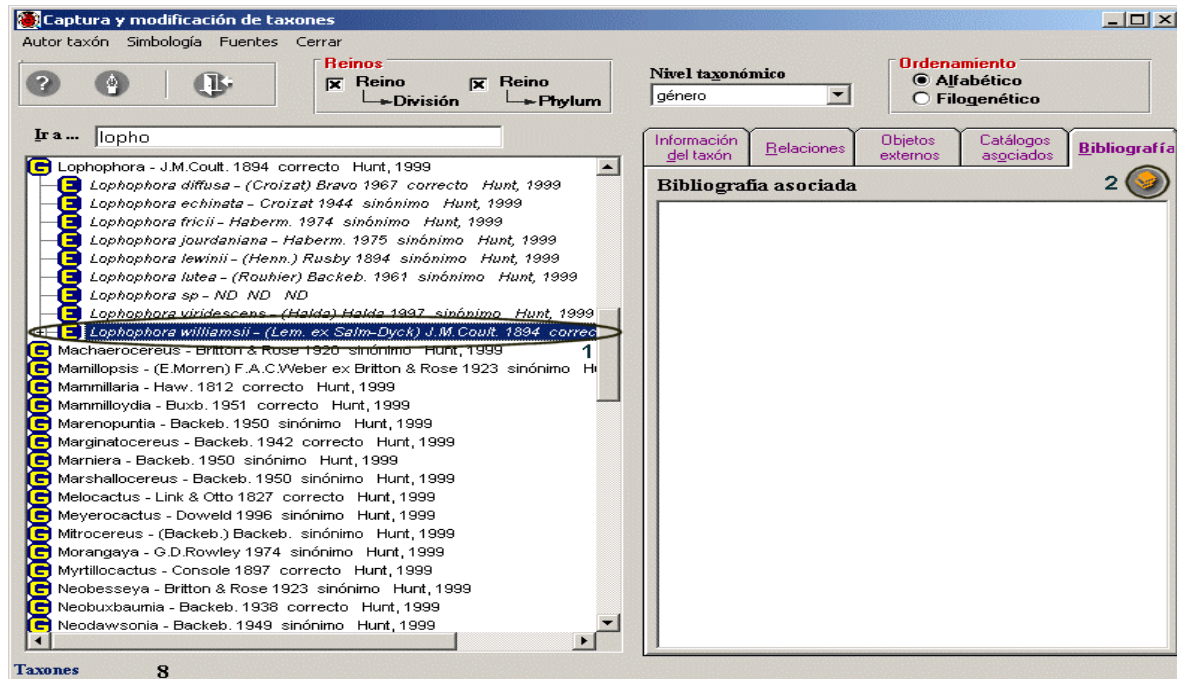 Captura y modificación de taxones
Autor taxón Simbología Fuentes Cerrar
Reinos
Reino
División
Reino
Phylum
Nivel taxonómico
género
Ordenamiento
Alfabético
Filogenético
Ir a ... lopho
Información del taxón
Relaciones
Objetos externos
Catálogos asociados
Bibliografía
Bibliografía asociada 2
G Lophophora - J.M.Coult. 1894 correcto Hunt, 1999
E Lophophora diffusa - (Croizat) Bravo 1967 correcto Hunt, 1999
E Lophophora echinata - Croizat 1944 sinónimo Hunt, 1999
E Lophophora fricii - Haberm. 1974 sinónimo Hunt, 1999
E Lophophora jourdaniana - Haberm. 1975 sinónimo Hunt, 1999
E Lophophora lewinii - (Henn.) Rusby 1894 sinónimo Hunt, 1999
E Lophophora lutea - (Rouhier) Backeb. 1961 sinónimo Hunt, 1999
E Lophophora sp - ND ND ND
E Lophophora viridescens - (Halda) Halda 1997 sinónimo Hunt, 1999
E Lophophora williamsii - (Lem. ex Salm-Dyck) J.M.Coult. 1894 correc
G Machaerocereus - Britton & Rose 1920 sinónimo Hunt, 1999 1
G Mamillopsis - (E.Morren) F.A.C.Weber ex Britton & Rose 1923 sinónimo H
G Mammillaria - Haw. 1812 correcto Hunt, 1999
G Mammilloydia - Buxb. 1951 correcto Hunt, 1999
G Marenopuntia - Backeb. 1950 sinónimo Hunt, 1999
G Marginatocereus - Backeb. 1942 correcto Hunt, 1999
G Marniera - Backeb. 1950 sinónimo Hunt, 1999
G Marshallocereus - Backeb. 1950 sinónimo Hunt, 1999
G Melocactus - Link & Otto 1827 correcto Hunt, 1999
G Meyerocactus - Doweld 1996 sinónimo Hunt, 1999
G Mitrocereus - (Backeb.) Backeb. sinónimo Hunt, 1999
G Morangaya - G.D.Rowley 1974 sinónimo Hunt, 1999
G Myrtillocactus - Console 1897 correcto Hunt, 1999
G Neobesseya - Britton & Rose 1923 sinónimo Hunt, 1999
G Neobuxbaumia - Backeb. 1938 correcto Hunt, 1999
G Neodawsonia - Backeb. 1949 sinónimo Hunt, 1999
Taxones 8